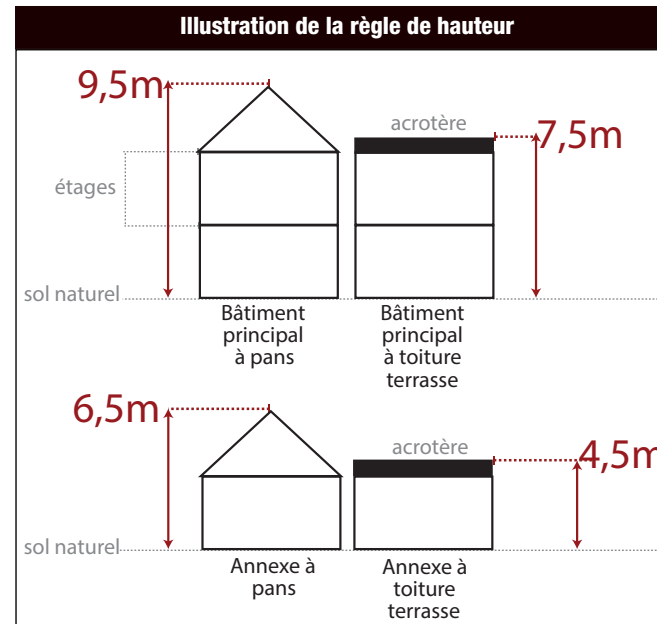 Illustration de la règle de hauteur
9,5m
acrotère
7,5m
étages
sol naturel
Bâtiment
principal
à pans
Bâtiment
principal
à toiture
terrasse
6,5m
acrotère
4,5m
sol naturel
Annexe à
pans
Annexe à
toiture
terrasse